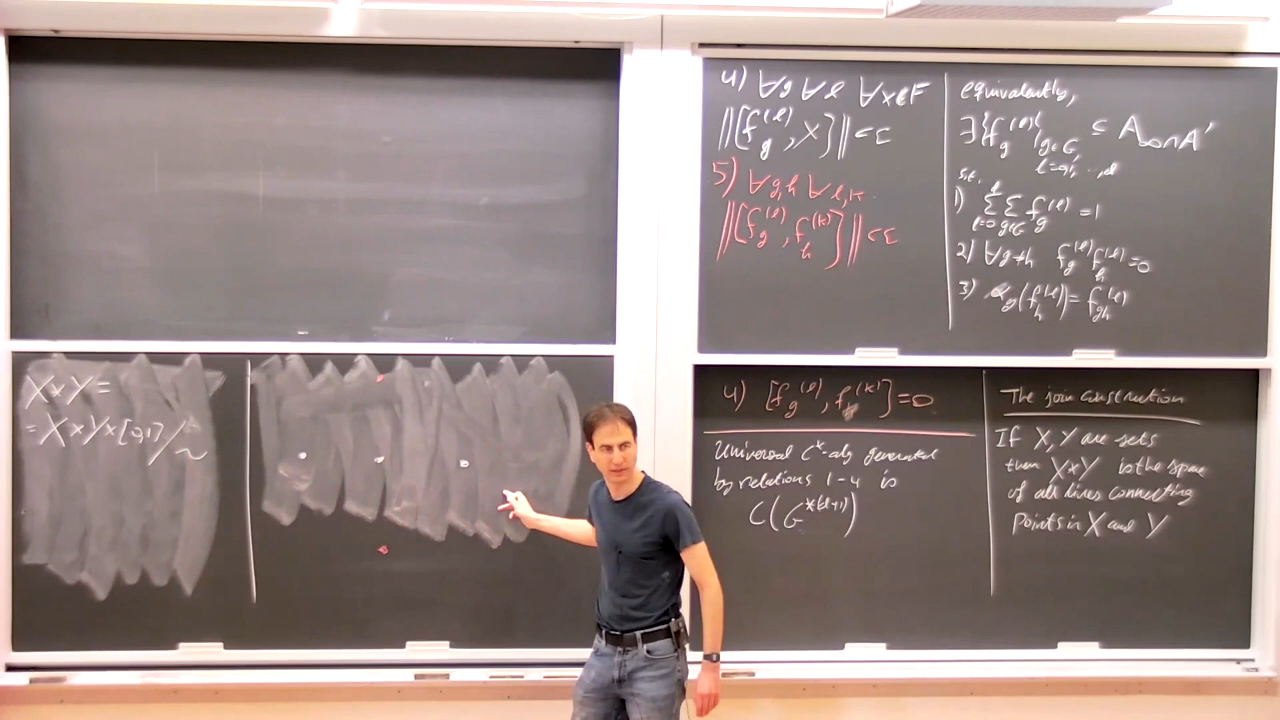 X*Y=
=X×Y×[0,1]/~
4) ∀g ∀l ∀x∈F
||[f_g^(l), x]||<ε
5) ∀g,h ∀l,k
||[f_g^(l), f_h^(k)]||<ε
equivalently,
∃{f_g^(l)}_{g∈G, l=0,...,d} ⊆ A_∞∩A'
s.t.
1) Σ_{l=0}^d Σ_{g∈G} f_g^(l) =1
2) ∀g≠h f_g^(l) f_h^(l)=0
3) α_g(f_h^(l))=f_gh^(l)
4) [f_g^(l), f_h^(k)]=0
Universal C*-alg generated
by relations 1-4 is
C(G^{*(d+1)})
The join construction
If X,Y are sets
then X*Y is the space
of all lines connecting
points in X and Y